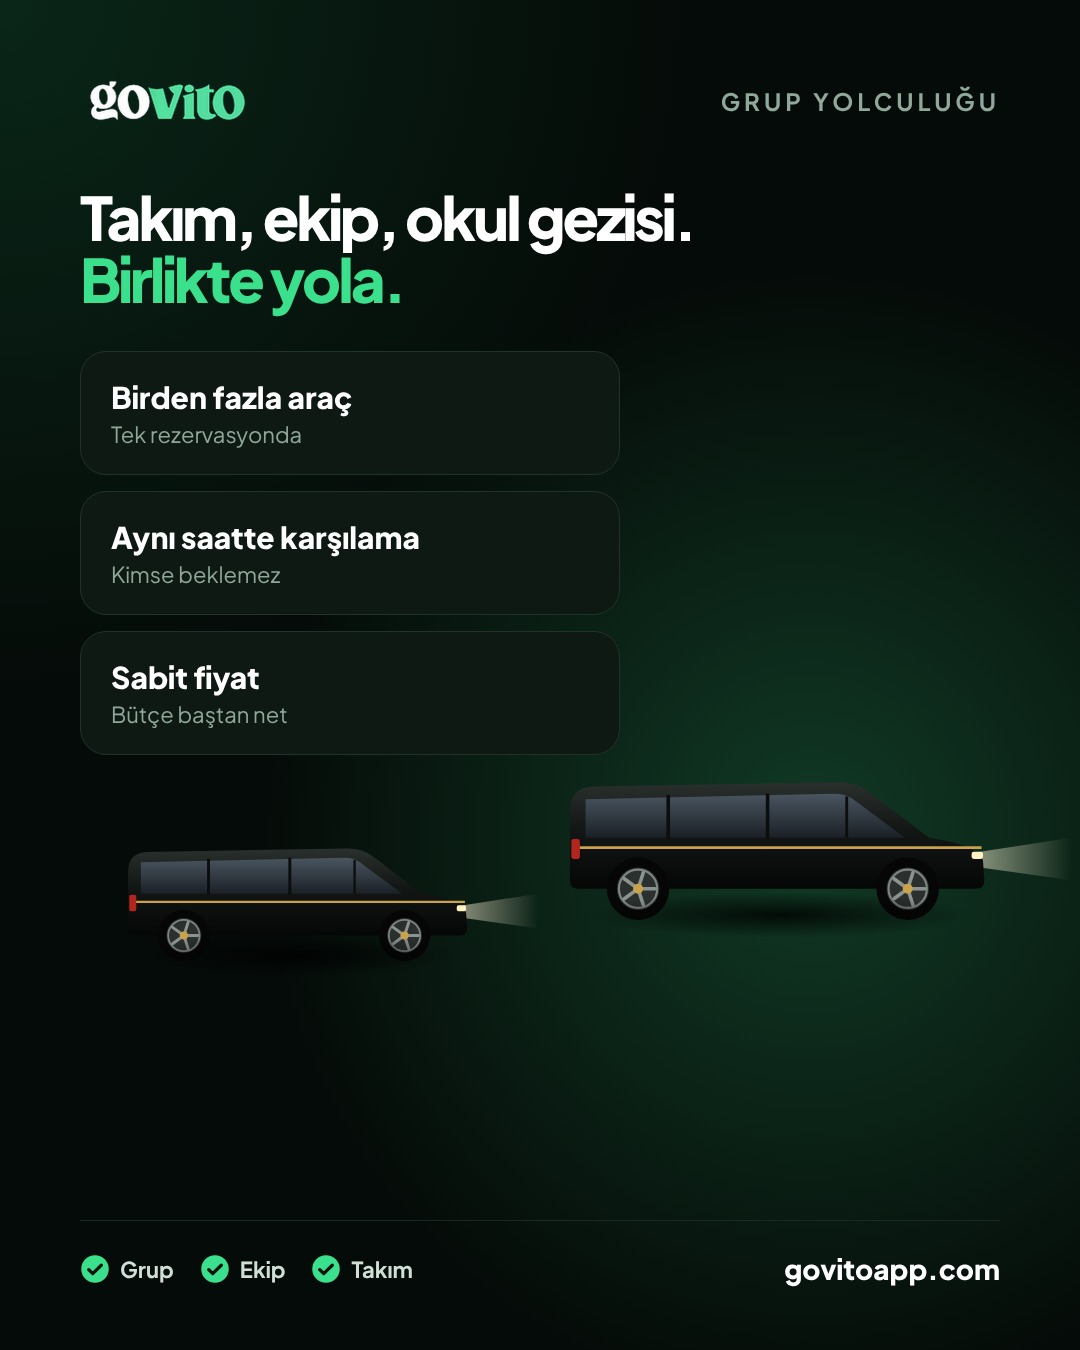 govito
GRUP YOLCULUĞU
Takım, ekip, okul gezisi.
Birlikte yola.
Birden fazla araç
Tek rezervasyonda
Aynı saatte karşılama
Kimse beklemez
Sabit fiyat
Bütçe baştan net
Grup
Ekip
Takım
govitoapp.com